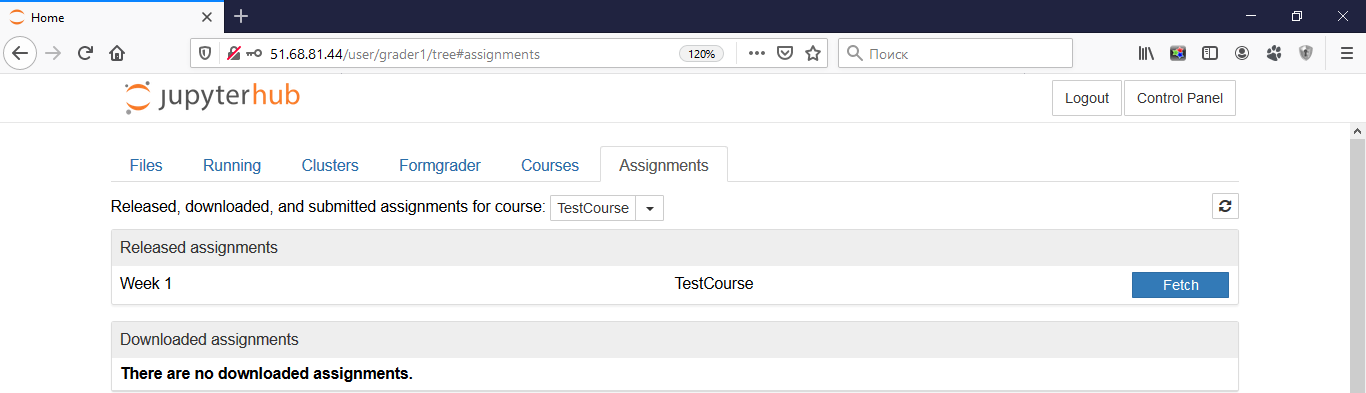 Home
51.68.81.44/user/grader1/tree#assignments
120%
Поиск
jupyterhub
Logout
Control Panel
Files
Running
Clusters
Formgrader
Courses
Assignments
Released, downloaded, and submitted assignments for course: TestCourse
Released assignments
Week 1
TestCourse
Fetch
Downloaded assignments
There are no downloaded assignments.